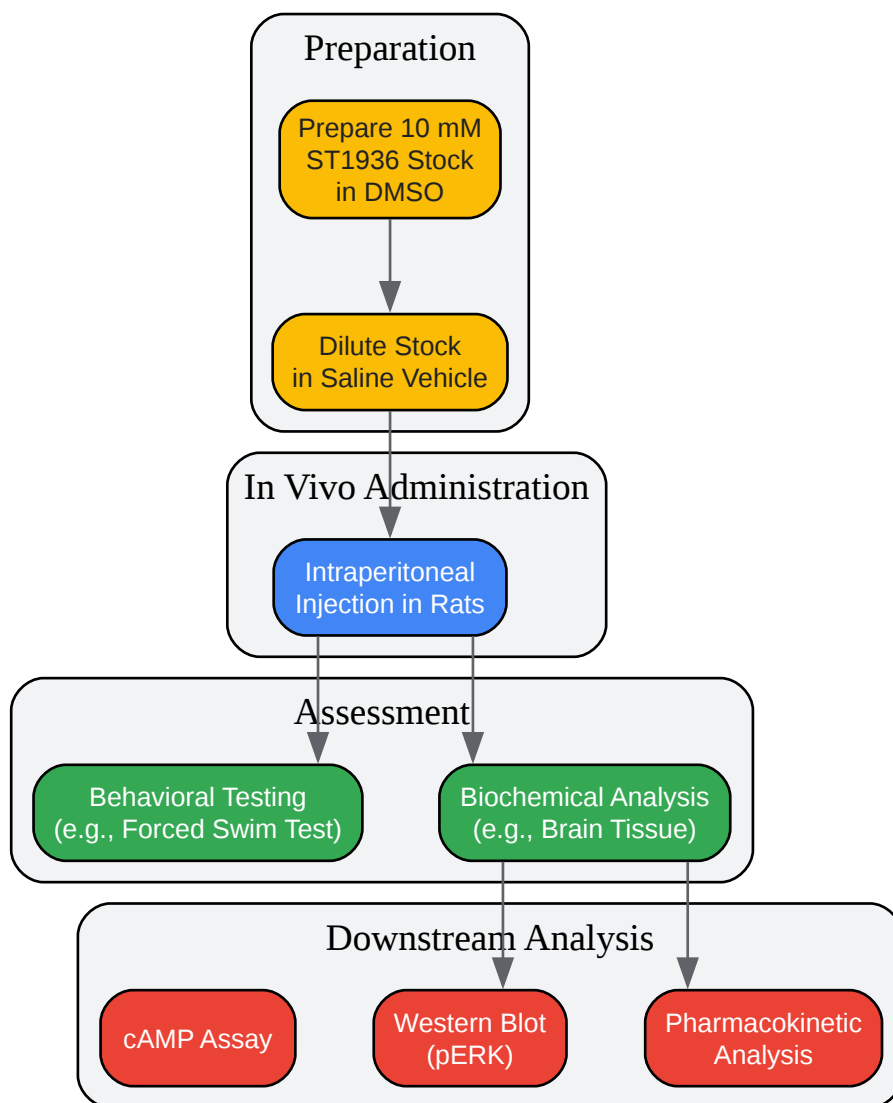 Preparation
Prepare 10 mM
ST1936 Stock
in DMSO
Dilute Stock
in Saline Vehicle
In Vivo Administration
Intraperitoneal
Injection in Rats
Assessment
Behavioral Testing
(e.g., Forced Swim Test)
Biochemical Analysis
(e.g., Brain Tissue)
Downstream Analysis
cAMP Assay
Western Blot
(pERK)
Pharmacokinetic
Analysis